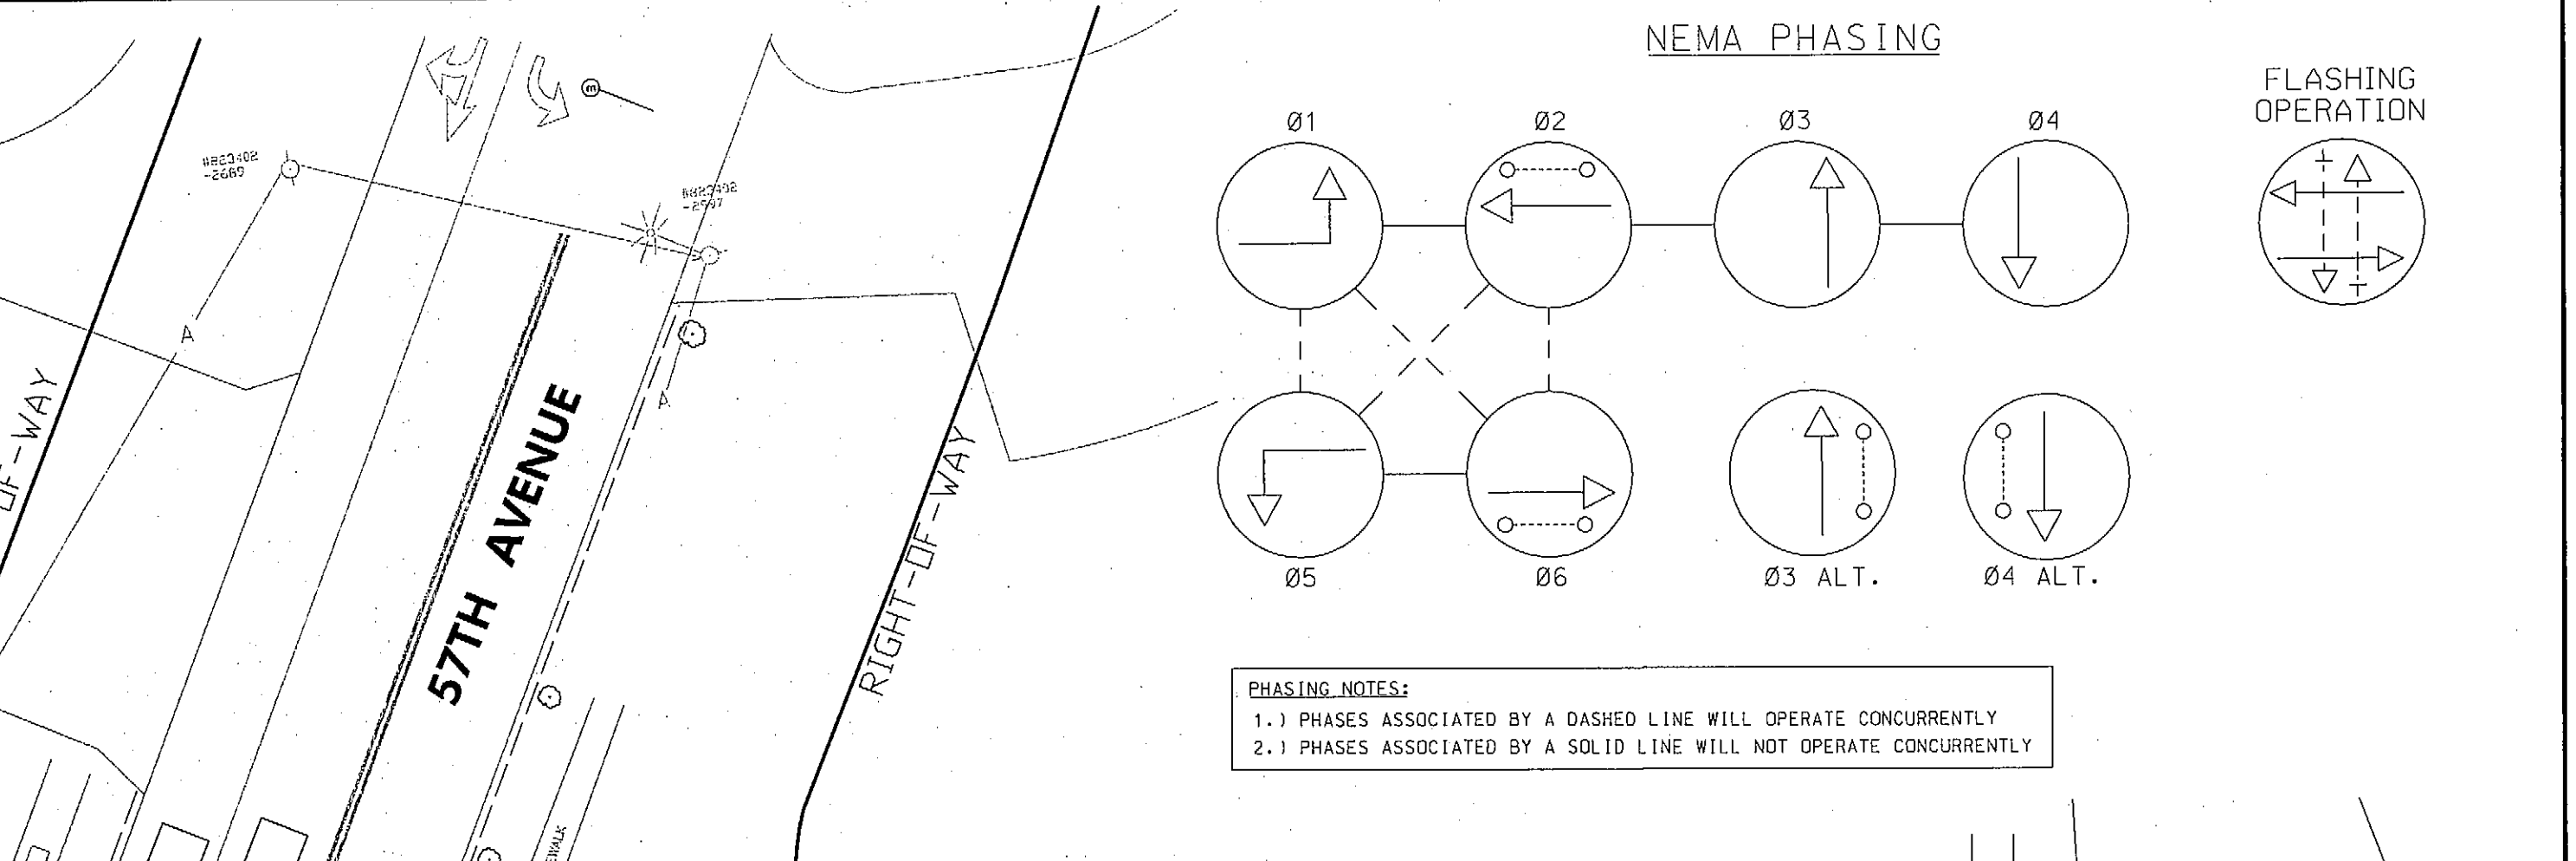 NEMA PHASING
FLASHING
OPERATION
Ø1
Ø2
Ø3
Ø4
Ø5
Ø6
Ø3 ALT.
Ø4 ALT.
PHASING NOTES:
1.) PHASES ASSOCIATED BY A DASHED LINE WILL OPERATE CONCURRENTLY
2.) PHASES ASSOCIATED BY A SOLID LINE WILL NOT OPERATE CONCURRENTLY
-2689
m
A
A
57TH AVENUE
RIGHT-OF-WAY
OF-WAY